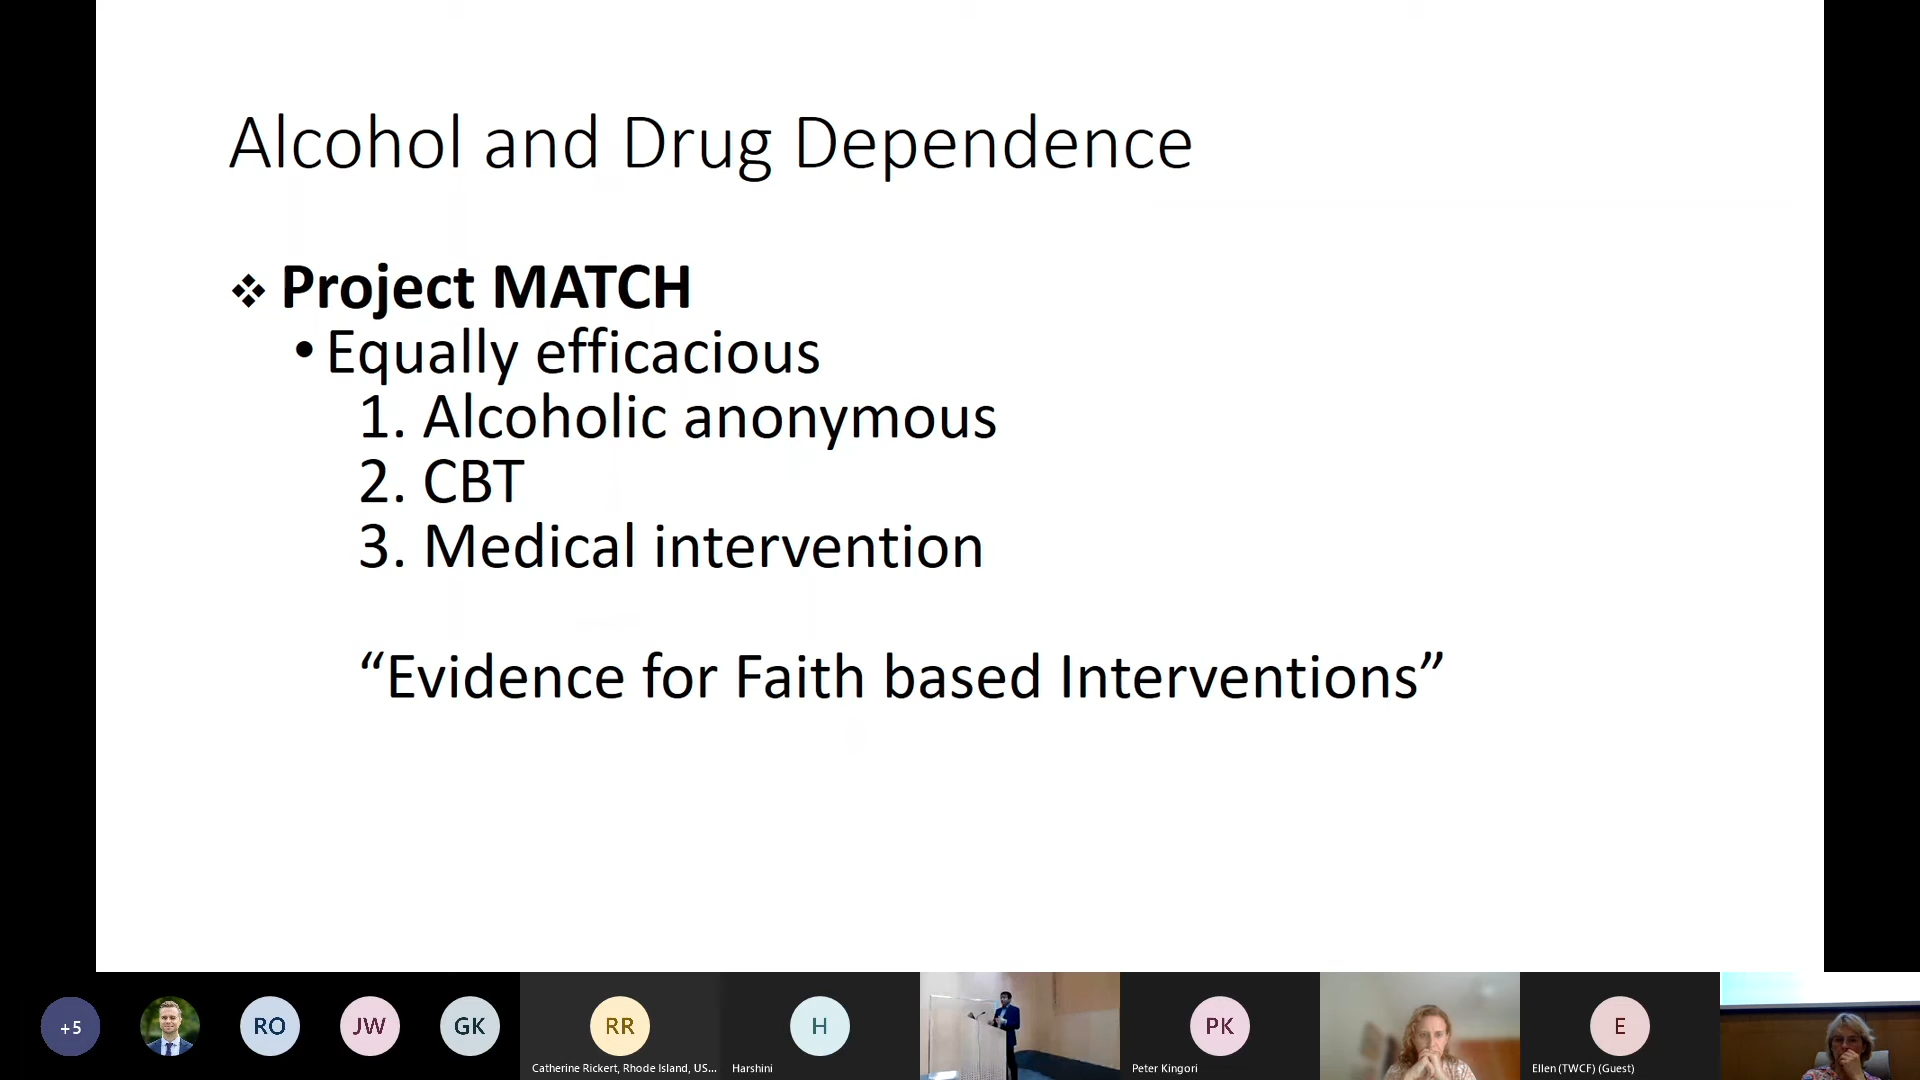 Alcohol and Drug Dependence
❖ Project MATCH
• Equally efficacious
1. Alcoholic anonymous
2. CBT
3. Medical intervention
“Evidence for Faith based Interventions”
+5
RO
JW
GK
RR
H
PK
E
Catherine Rickert, Rhode Island, US...
Harshini
Peter Kingori
Ellen (TWCF) (Guest)